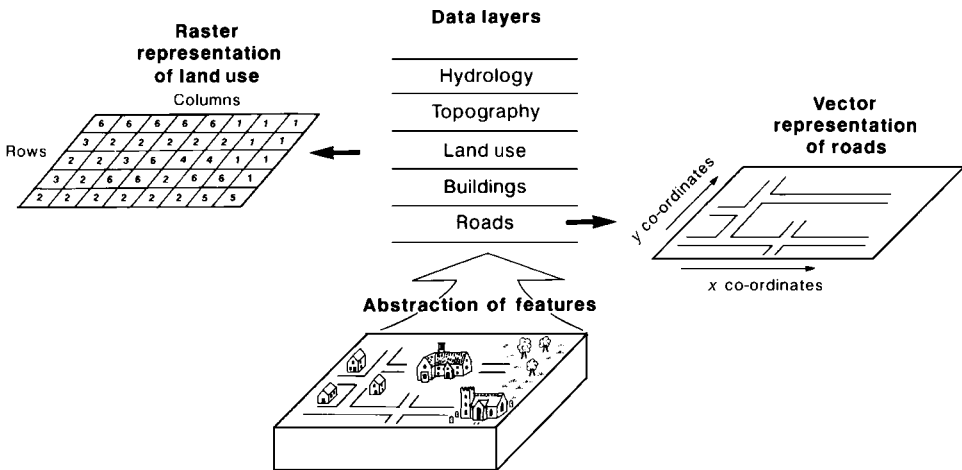 Data layers
Raster
representation
of land use
Columns
Rows
6 6 6 6 6 1 1 1
3 2 2 2 2 2 1 1
2 2 3 6 4 4 1 1
3 2 6 6 2 6 6 1
2 2 2 2 2 2 5 5
Hydrology
Topography
Land use
Buildings
Roads
Vector
representation
of roads
y co-ordinates
x co-ordinates
Abstraction of features